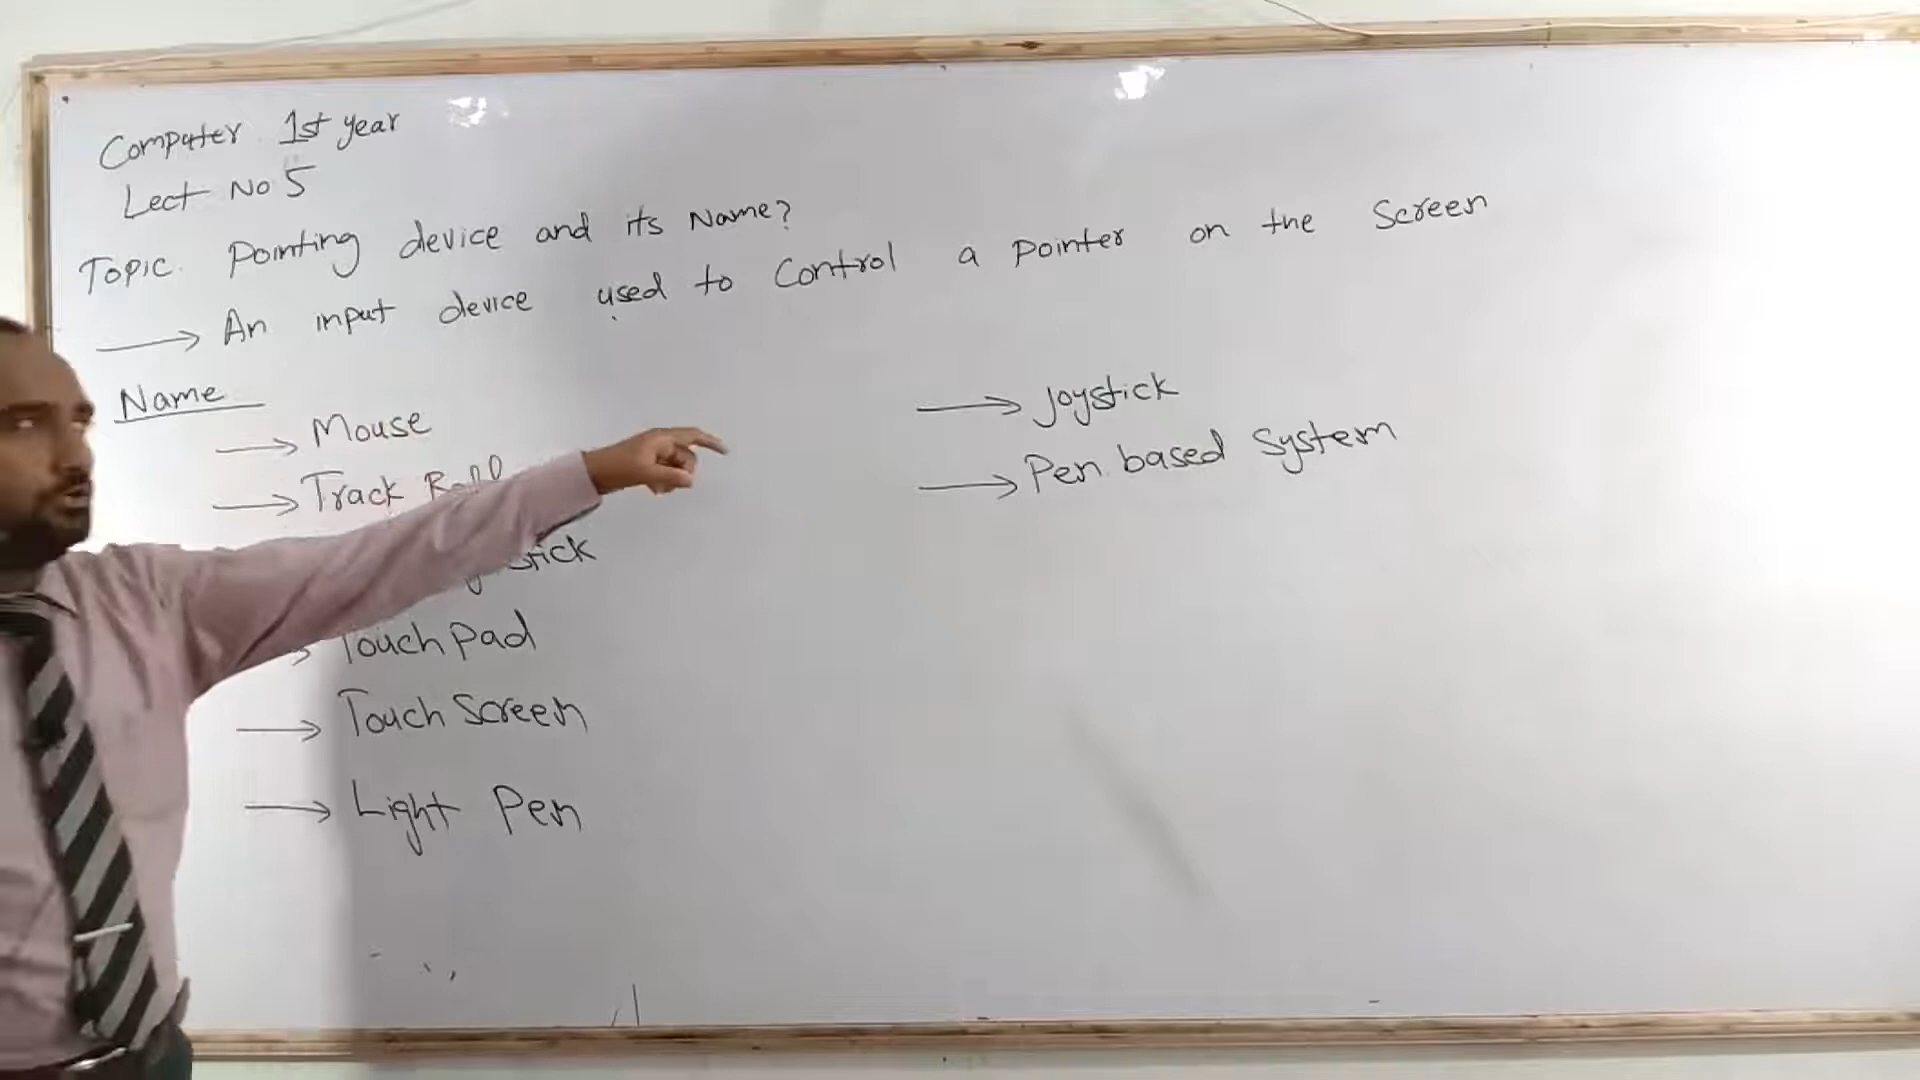 Computer 1st year
Lect No 5
Topic. Pointing device and its Name?
→ An input device used to Control a pointer on the Screen
Name
→ Mouse
→ Track Ball
Touch Pad
→ Touch Screen
→ Light Pen
→ Joystick
→ Pen based System